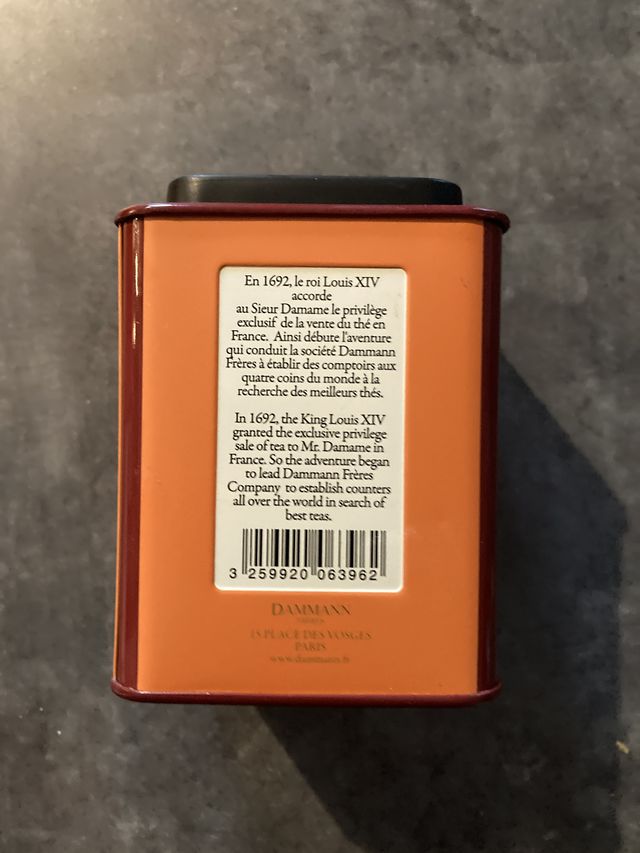 En 1692, le roi Louis XIV
accorde
au Sieur Damame le privilège
exclusif de la vente du thé en
France. Ainsi débute l'aventure
qui conduit la société Dammann
Frères à établir des comptoirs aux
quatre coins du monde à la
recherche des meilleurs thés.
In 1692, the King Louis XIV
granted the exclusive privilege
sale of tea to Mr. Damame in
France. So the adventure began
to lead Dammann Frères
Company to establish counters
all over the world in search of
best teas.
3 259920 063962
DAMMANN
FRÈRES
15 PLACE DES VOSGES
PARIS
www.dammann.fr